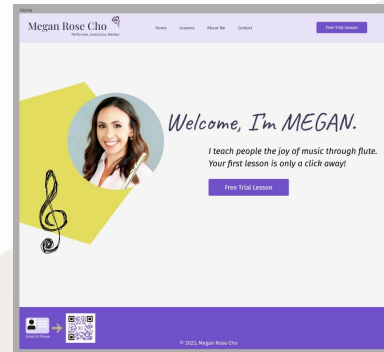 Home
Megan Rose Cho
Performer, Instructor, Mentor
Home Lessons About Me Contact
Free Trial Lesson
Welcome, I'm MEGAN.
I teach people the joy of music through flute.
Your first lesson is only a click away!
Free Trial Lesson
Email & Phone
© 2023, Megan Rose Cho